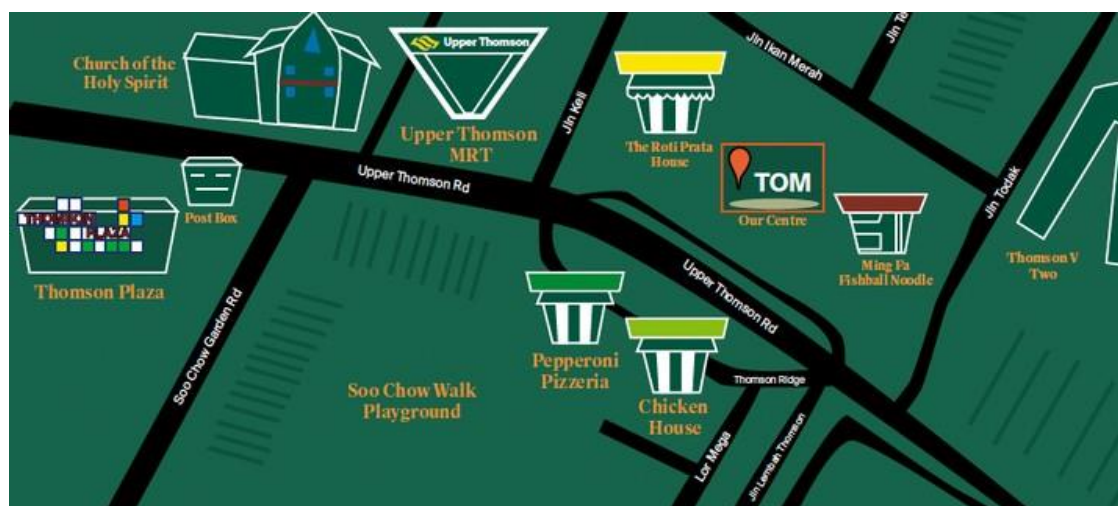 Church of the
Holy Spirit
Upper Thomson
Upper Thomson
MRT
Jln Keli
The Roti Prata
House
Jln Ikan Merah
TOM
Our Centre
Ming Fa
Fishball Noodle
Jln Todak
Thomson V
Two
THOMSON
PLAZA
Thomson Plaza
Post Box
Upper Thomson Rd
Soo Chow Garden Rd
Soo Chow Walk
Playground
Pepperoni
Pizzeria
Chicken
House
Upper Thomson Rd
Thomson Ridge
Lor Mega
Jln Lembah Thomson